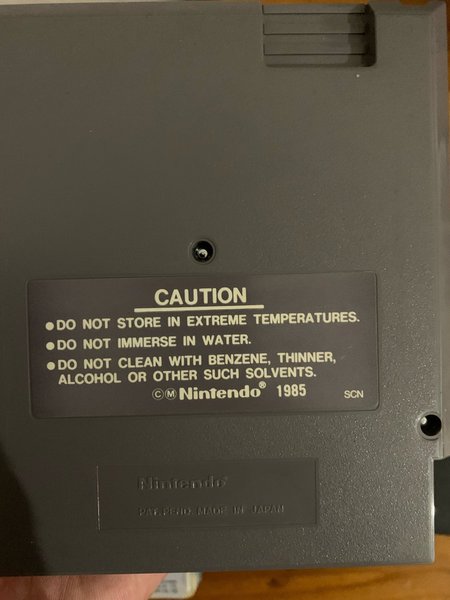 CAUTION
●DO NOT STORE IN EXTREME TEMPERATURES.
●DO NOT IMMERSE IN WATER.
●DO NOT CLEAN WITH BENZENE, THINNER,
ALCOHOL OR OTHER SUCH SOLVENTS.
©Ⓜ Nintendo® 1985 SCN
Nintendo®
PAT. PEND. MADE IN JAPAN